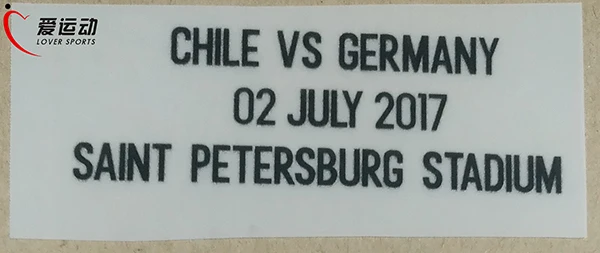 爱运动
LOVER SPORTS
CHILE VS GERMANY
02 JULY 2017
SAINT PETERSBURG STADIUM